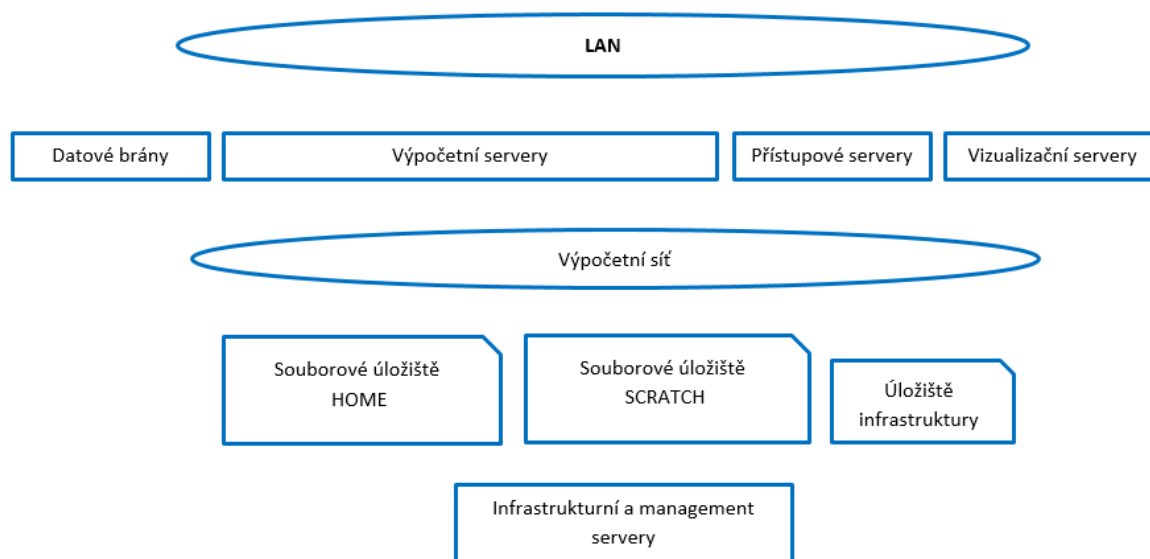 LAN
Datové brány
Výpočetní servery
Přístupové servery
Vizualizační servery
Výpočetní síť
Souborové úložiště
HOME
Souborové úložiště
SCRATCH
Úložiště
infrastruktury
Infrastrukturní a management
servery